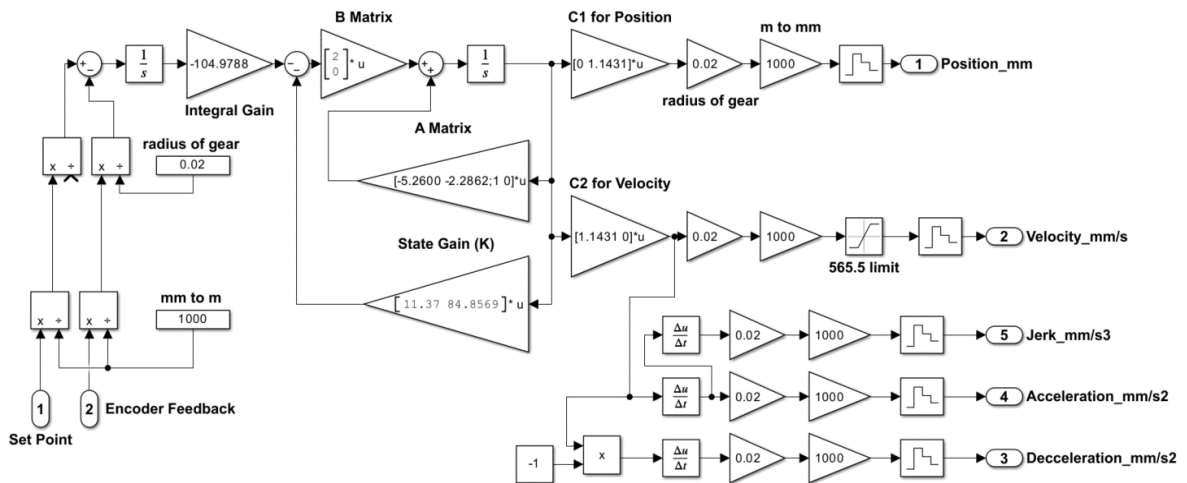 B Matrix
C1 for Position
m to mm
+
−
1
s
-104.9788
−
−
[2
0]* u
+
+
1
s
[0 1.1431]*u
0.02
1000
1
Position_mm
Integral Gain
radius of gear
A Matrix
radius of gear
x ÷
x ÷
0.02
[-5.2600 -2.2862;1 0]*u
C2 for Velocity
[1.1431 0]*u
0.02
1000
2
Velocity_mm/s
State Gain (K)
565.5 limit
mm to m
[11.37 84.8569]* u
x ÷
x ÷
1000
Δu
Δt
0.02
1000
5
Jerk_mm/s3
1
2
Encoder Feedback
Δu
Δt
0.02
1000
4
Acceleration_mm/s2
Set Point
-1
x
Δu
Δt
0.02
1000
3
Decceleration_mm/s2